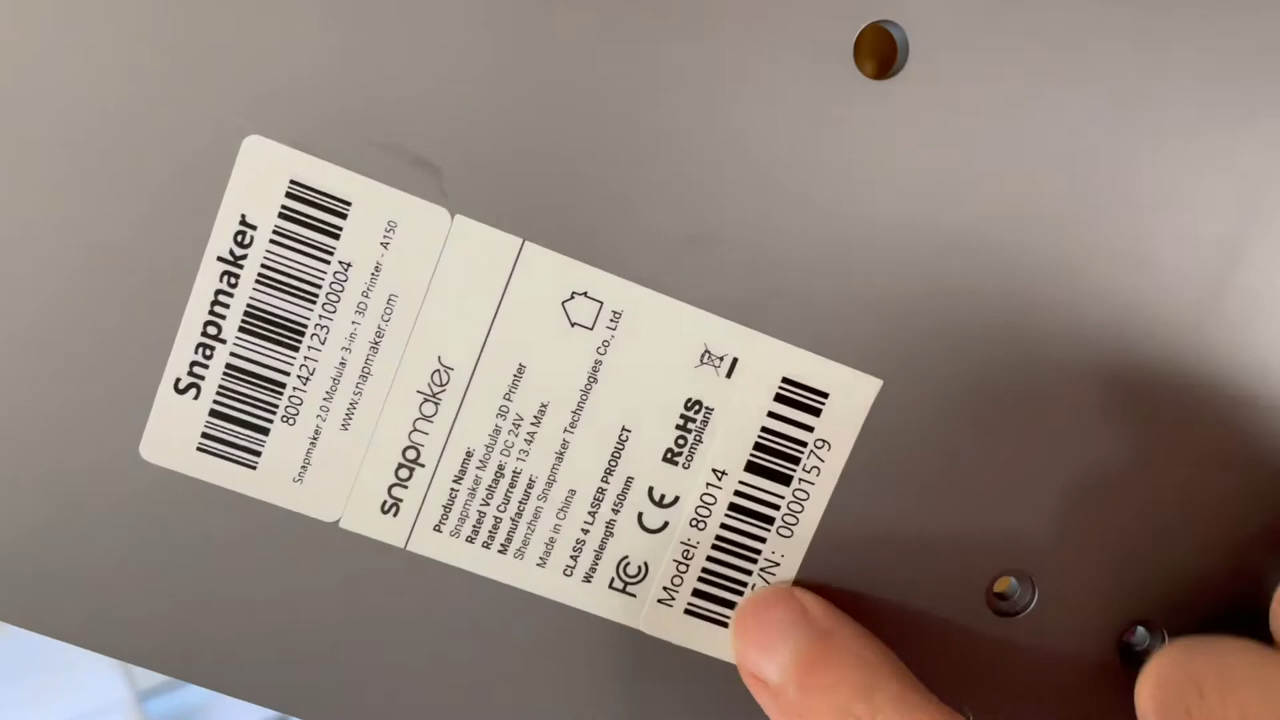 Snapmaker
8001421123100004
Snapmaker 2.0 Modular 3-in-1 3D Printer - A150
www.snapmaker.com
snapmaker
Product Name:
Snapmaker Modular 3D Printer
Rated Voltage: DC 24V
Rated Current: 13.4A Max.
Manufacturer:
Shenzhen Snapmaker Technologies Co., Ltd.
Made in China
CLASS 4 LASER PRODUCT
Wavelength 450nm
FC CE RoHS
compliant
Model: 80014
/N: 00001579